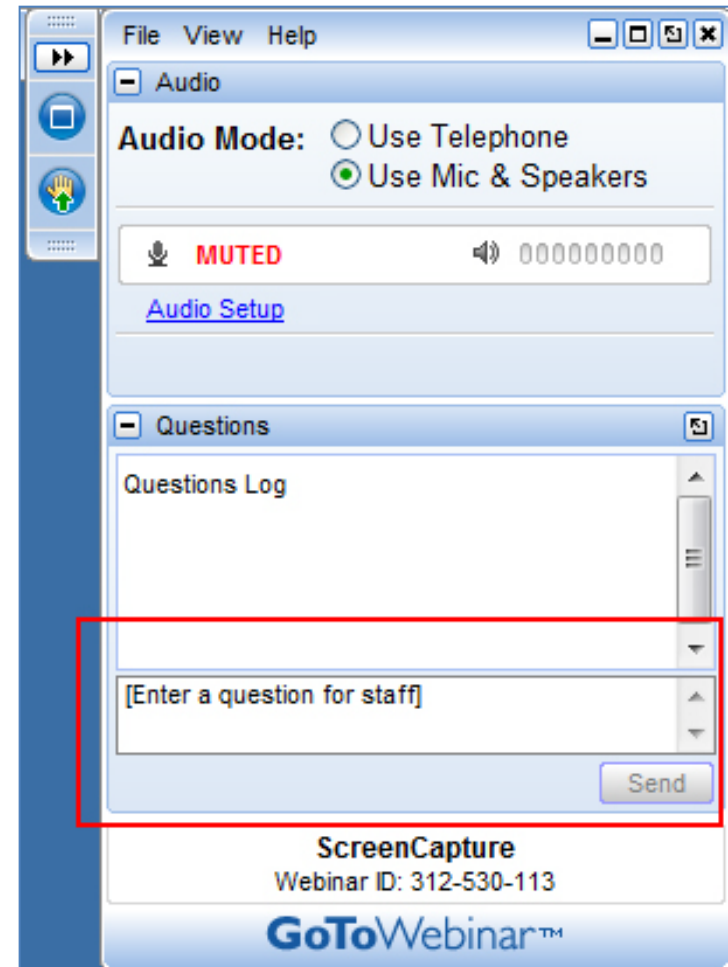 File View Help
Audio
Audio Mode: Use Telephone
Use Mic & Speakers
MUTED 000000000
Audio Setup
Questions
Questions Log
[Enter a question for staff]
Send
ScreenCapture
Webinar ID: 312-530-113
GoToWebinar™